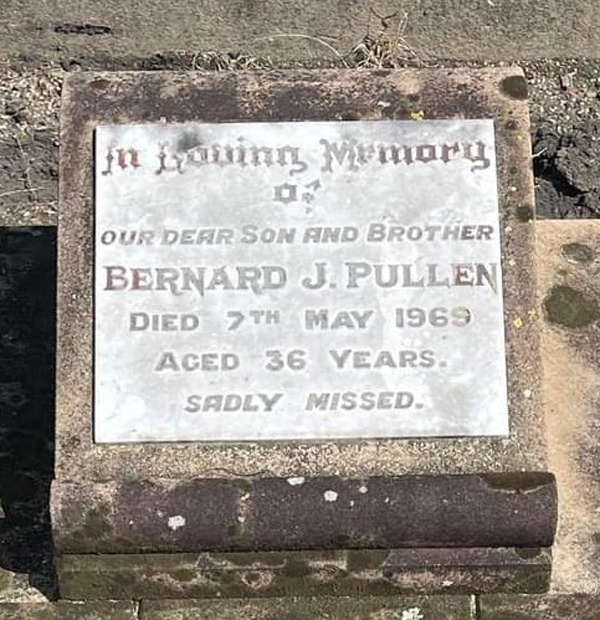 In Loving Memory
of
OUR DEAR SON AND BROTHER
BERNARD J. PULLEN
DIED 7TH MAY 1969
AGED 36 YEARS.
SADLY MISSED.